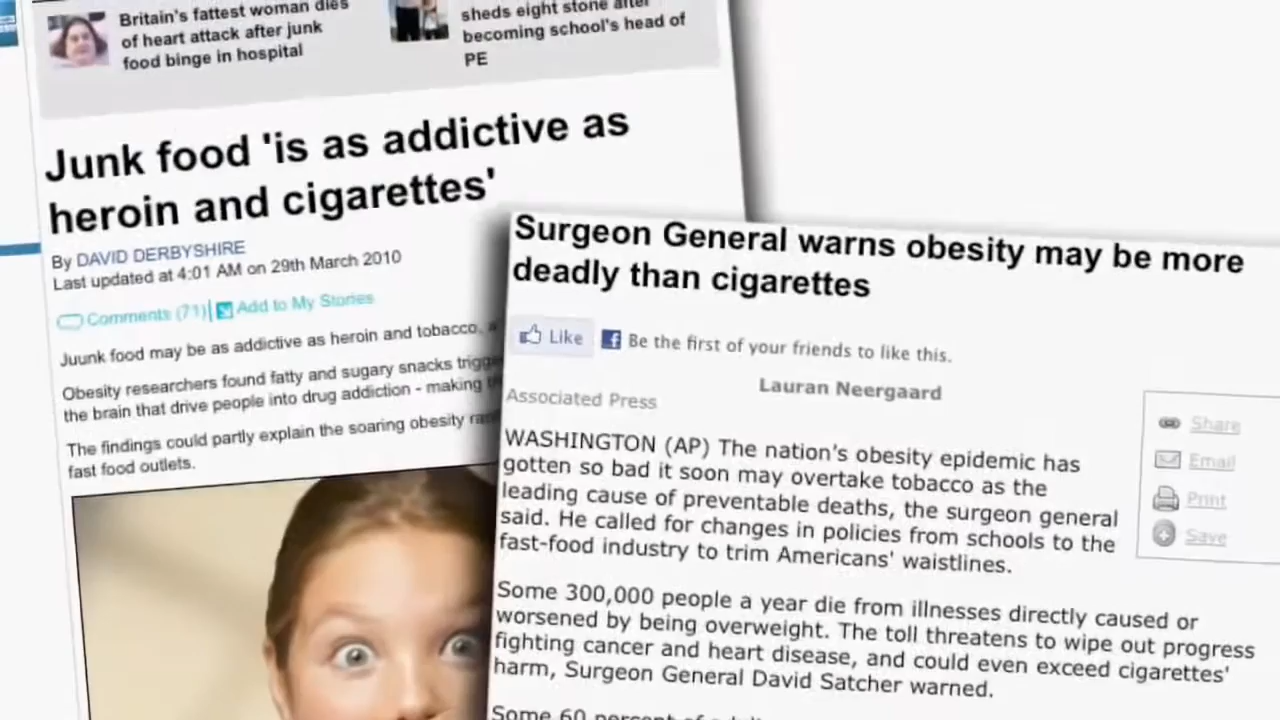 Britain's fattest woman dies
of heart attack after junk
food binge in hospital
sheds eight stone after
becoming school's head of
PE
Junk food 'is as addictive as
heroin and cigarettes'
By DAVID DERBYSHIRE
Last updated at 4:01 AM on 29th March 2010
Comments (71) Add to My Stories
Juunk food may be as addictive as heroin and tobacco,
Obesity researchers found fatty and sugary snacks
the brain that drive people into drug addiction - making
The findings could partly explain the soaring obesity
fast food outlets.
Surgeon General warns obesity may be more
deadly than cigarettes
Like Be the first of your friends to like this.
Lauran Neergaard
Associated Press
WASHINGTON (AP) The nation's obesity epidemic has
gotten so bad it soon may overtake tobacco as the
leading cause of preventable deaths, the surgeon general
said. He called for changes in policies from schools to the
fast-food industry to trim Americans' waistlines.
Some 300,000 people a year die from illnesses directly caused or
worsened by being overweight. The toll threatens to wipe out progress
fighting cancer and heart disease, and could even exceed cigarettes'
harm, Surgeon General David Satcher warned.
Some 60 percent of
Share
Email
Print
Save